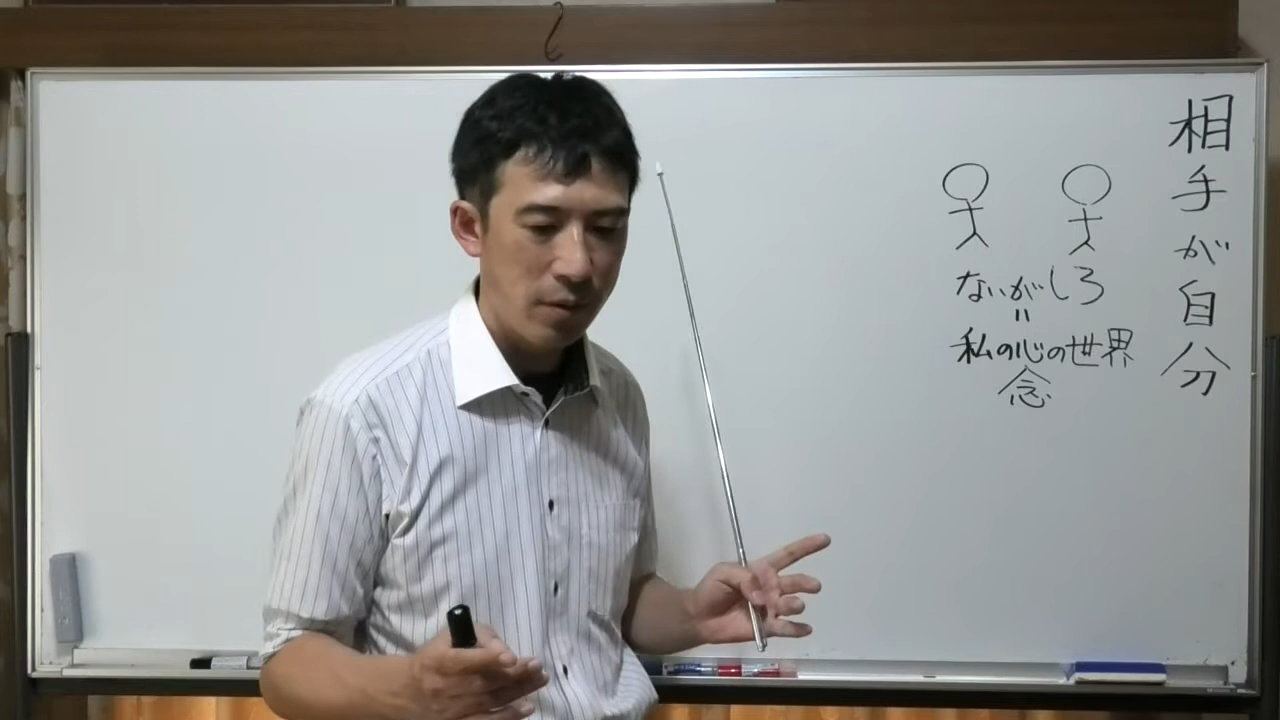 相手が自分
ないがしろ
〃
私の心の世界
念